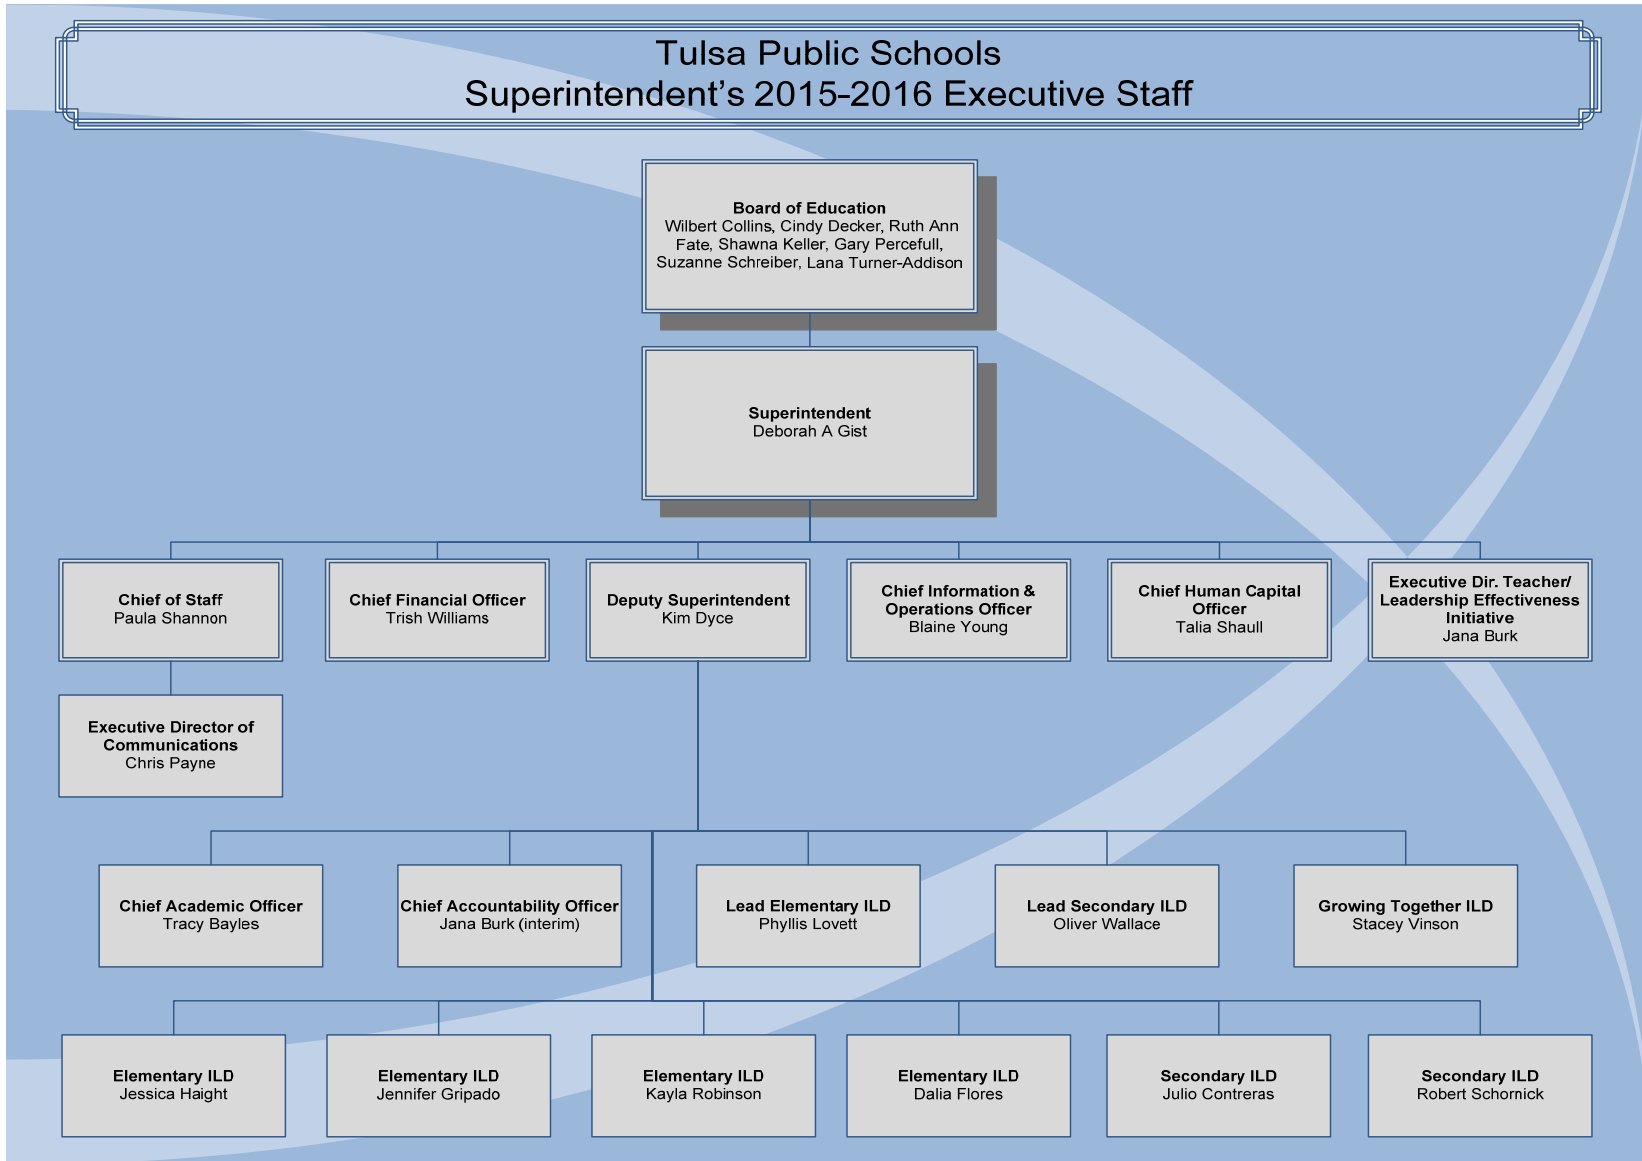 Tulsa Public Schools
Superintendent's 2015-2016 Executive Staff
Board of Education
Wilbert Collins, Cindy Decker, Ruth Ann
Fate, Shawna Keller, Gary Percefull,
Suzanne Schreiber, Lana Turner-Addison
Superintendent
Deborah A Gist
Chief of Staff
Paula Shannon
Chief Financial Officer
Trish Williams
Deputy Superintendent
Kim Dyce
Chief Information &
Operations Officer
Blaine Young
Chief Human Capital
Officer
Talia Shaull
Executive Dir. Teacher/
Leadership Effectiveness
Initiative
Jana Burk
Executive Director of
Communications
Chris Payne
Chief Academic Officer
Tracy Bayles
Chief Accountability Officer
Jana Burk (interim)
Lead Elementary ILD
Phyllis Lovett
Lead Secondary ILD
Oliver Wallace
Growing Together ILD
Stacey Vinson
Elementary ILD
Jessica Haight
Elementary ILD
Jennifer Gripado
Elementary ILD
Kayla Robinson
Elementary ILD
Dalia Flores
Secondary ILD
Julio Contreras
Secondary ILD
Robert Schornick